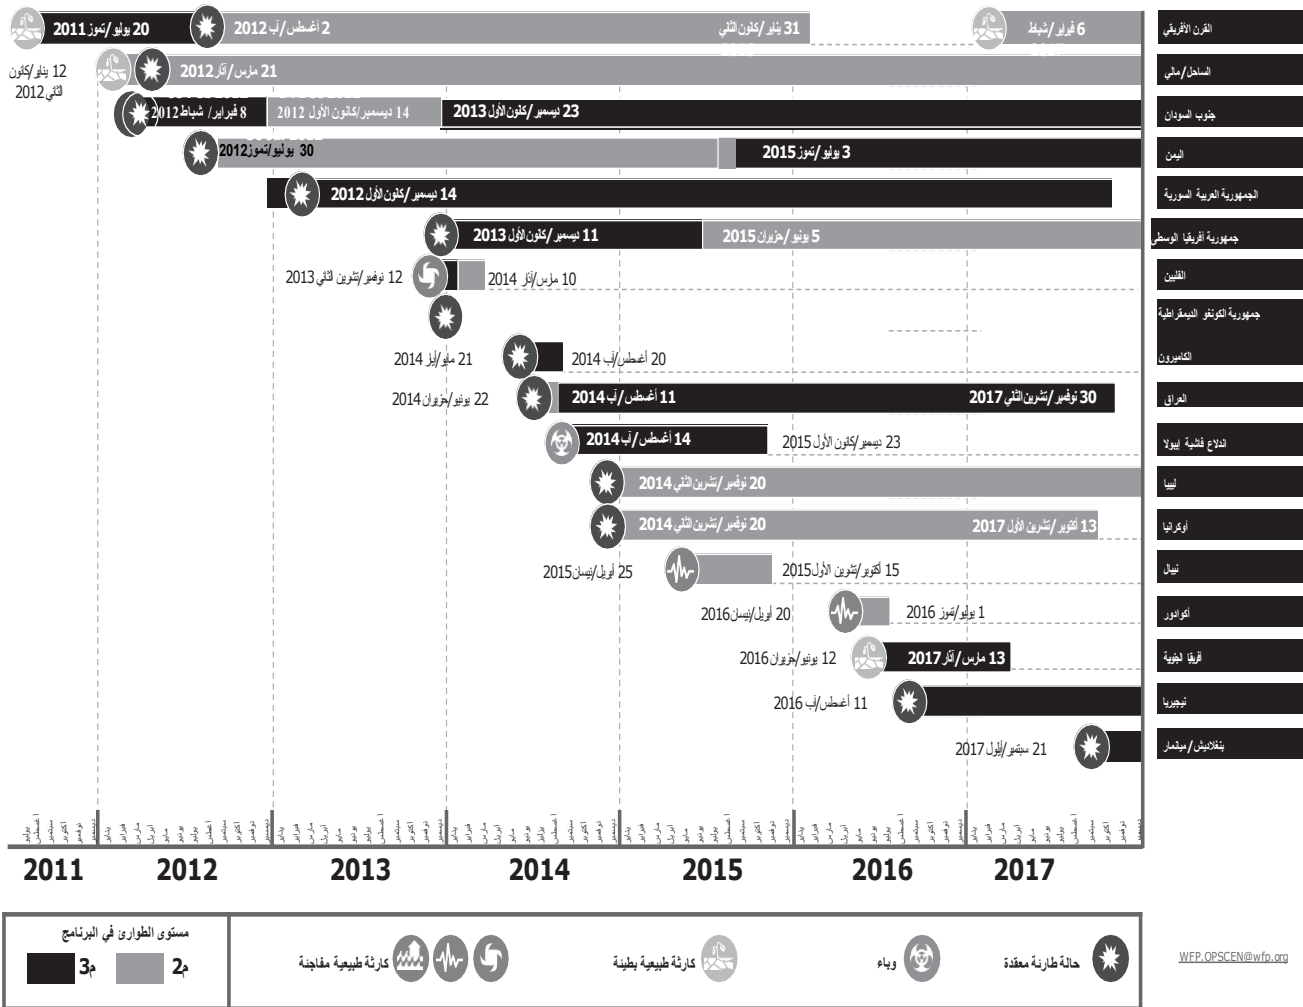 القرن الأفريقي
20 يوليو/تموز 2011
2 أغسطس/آب 2012
31 يناير/كانون الثاني
6 فبراير/شباط
الساحل/مالي
12 يناير/كانون
الثاني 2012
21 مارس/آذار 2012
جنوب السودان
8 فبراير/ شباط 2012
14 ديسمبر/كانون الأول 2012
23 ديسمبر/كانون الأول 2013
اليمن
30 يوليو/تموز 2012
3 يوليو/تموز 2015
الجمهورية العربية السورية
14 ديسمبر/كانون الأول 2012
جمهورية أفريقيا الوسطى
11 ديسمبر/كانون الأول 2013
5 يونيو/حزيران 2015
الفلبين
12 نوفمبر/تشرين الثاني 2013
10 مارس/آذار 2014
جمهورية الكونغو الديمقراطية
الكاميرون
21 مايو/أيار 2014
20 أغسطس/آب 2014
العراق
22 يونيو/حزيران 2014
11 أغسطس/آب 2014
30 نوفمبر/تشرين الثاني 2017
اندلاع فاشية إيبولا
14 أغسطس/آب 2014
23 ديسمبر/كانون الأول 2015
ليبيا
20 نوفمبر/تشرين الثاني 2014
أوكرانيا
20 نوفمبر/تشرين الثاني 2014
13 أكتوبر/تشرين الأول 2017
نيبال
25 أبريل/نيسان 2015
15 أكتوبر/تشرين الأول 2015
أكوادور
20 أبريل/نيسان 2016
1 يوليو/تموز 2016
أفريقيا الجنوبية
12 يونيو/حزيران 2016
13 مارس/آذار 2017
نيجيريا
11 أغسطس/آب 2016
بنغلاديش/ميانمار
21 سبتمبر/أيلول 2017
2011 2012 2013 2014 2015 2016 2017
مستوى الطوارئ في البرنامج
م3 م2
حالة طارئة معقدة
وباء
كارثة طبيعية بطيئة
كارثة طبيعية مفاجئة
WFP.OPSCEN@wfp.org